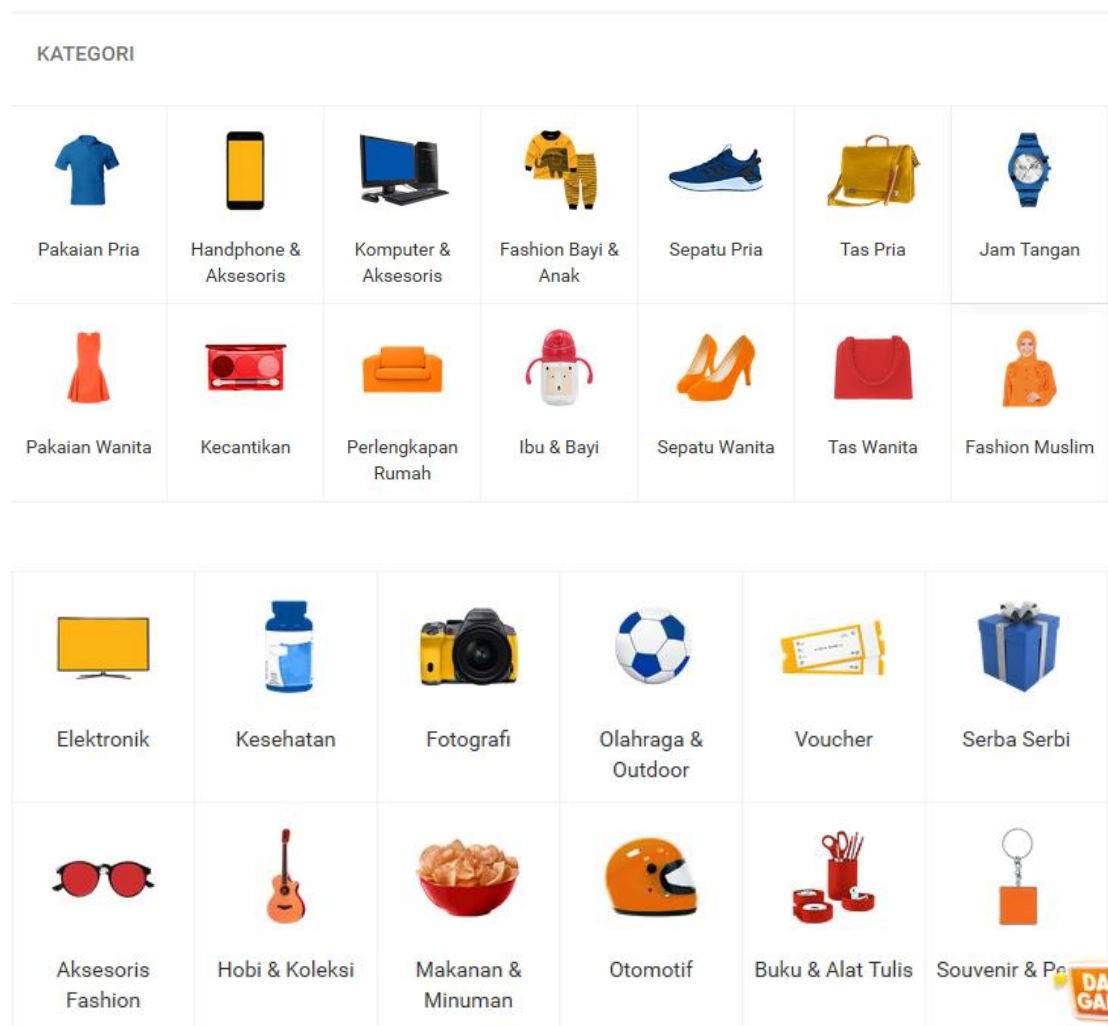 KATEGORI
Pakaian Pria
Handphone &
Aksesoris
Komputer &
Aksesoris
Fashion Bayi &
Anak
Sepatu Pria
Tas Pria
Jam Tangan
Pakaian Wanita
Kecantikan
Perlengkapan
Rumah
Ibu & Bayi
Sepatu Wanita
Tas Wanita
Fashion Muslim
Elektronik
Kesehatan
Fotografi
Olahraga &
Outdoor
Voucher
Serba Serbi
Aksesoris
Fashion
Hobi & Koleksi
Makanan &
Minuman
Otomotif
Buku & Alat Tulis
Souvenir &